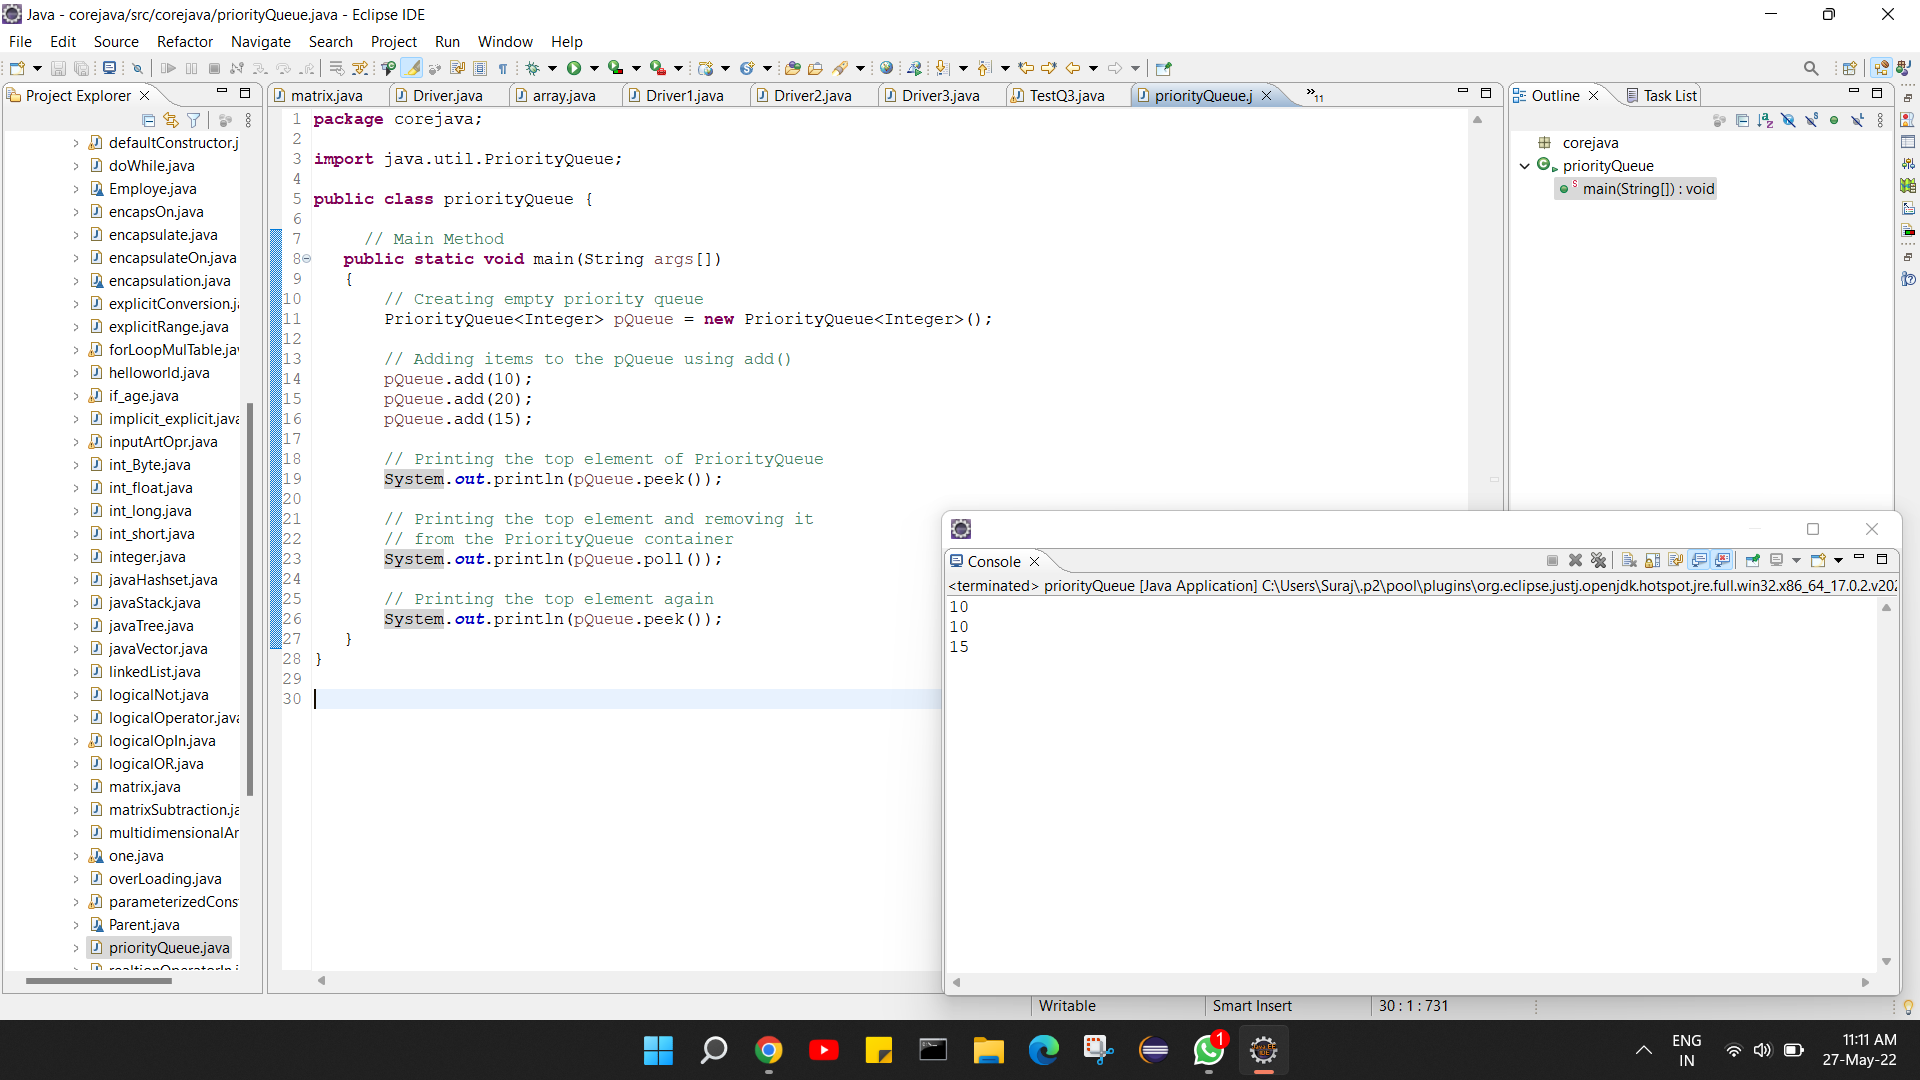 Java - corejava/src/corejava/priorityQueue.java - Eclipse IDE
File Edit Source Refactor Navigate Search Project Run Window Help
Project Explorer
matrix.java Driver.java array.java Driver1.java Driver2.java Driver3.java TestQ3.java priorityQueue.j »11
Outline Task List
defaultConstructor.j
doWhile.java
Employe.java
encapsOn.java
encapsulate.java
encapsulateOn.java
encapsulation.java
explicitConversion.ja
explicitRange.java
forLoopMulTable.jav
helloworld.java
if_age.java
implicit_explicit.java
inputArtOpr.java
int_Byte.java
int_float.java
int_long.java
int_short.java
integer.java
javaHashset.java
javaStack.java
javaTree.java
javaVector.java
linkedList.java
logicalNot.java
logicalOperator.java
logicalOpIn.java
logicalOR.java
matrix.java
matrixSubtraction.ja
multidimensionalAr
one.java
overLoading.java
parameterizedCons
Parent.java
priorityQueue.java
realtionOperatorIn.j
1 package corejava;
2
3 import java.util.PriorityQueue;
4
5 public class priorityQueue {
6
7 // Main Method
8 public static void main(String args[])
9 {
10 // Creating empty priority queue
11 PriorityQueue<Integer> pQueue = new PriorityQueue<Integer>();
12
13 // Adding items to the pQueue using add()
14 pQueue.add(10);
15 pQueue.add(20);
16 pQueue.add(15);
17
18 // Printing the top element of PriorityQueue
19 System.out.println(pQueue.peek());
20
21 // Printing the top element and removing it
22 // from the PriorityQueue container
23 System.out.println(pQueue.poll());
24
25 // Printing the top element again
26 System.out.println(pQueue.peek());
27 }
28 }
29
30
corejava
priorityQueue
main(String[]) : void
Console
<terminated> priorityQueue [Java Application] C:\Users\Suraj\.p2\pool\plugins\org.eclipse.justj.openjdk.hotspot.jre.full.win32.x86_64_17.0.2.v202
10
10
15
Writable Smart Insert 30 : 1 : 731
1
ENG
IN
11:11 AM
27-May-22